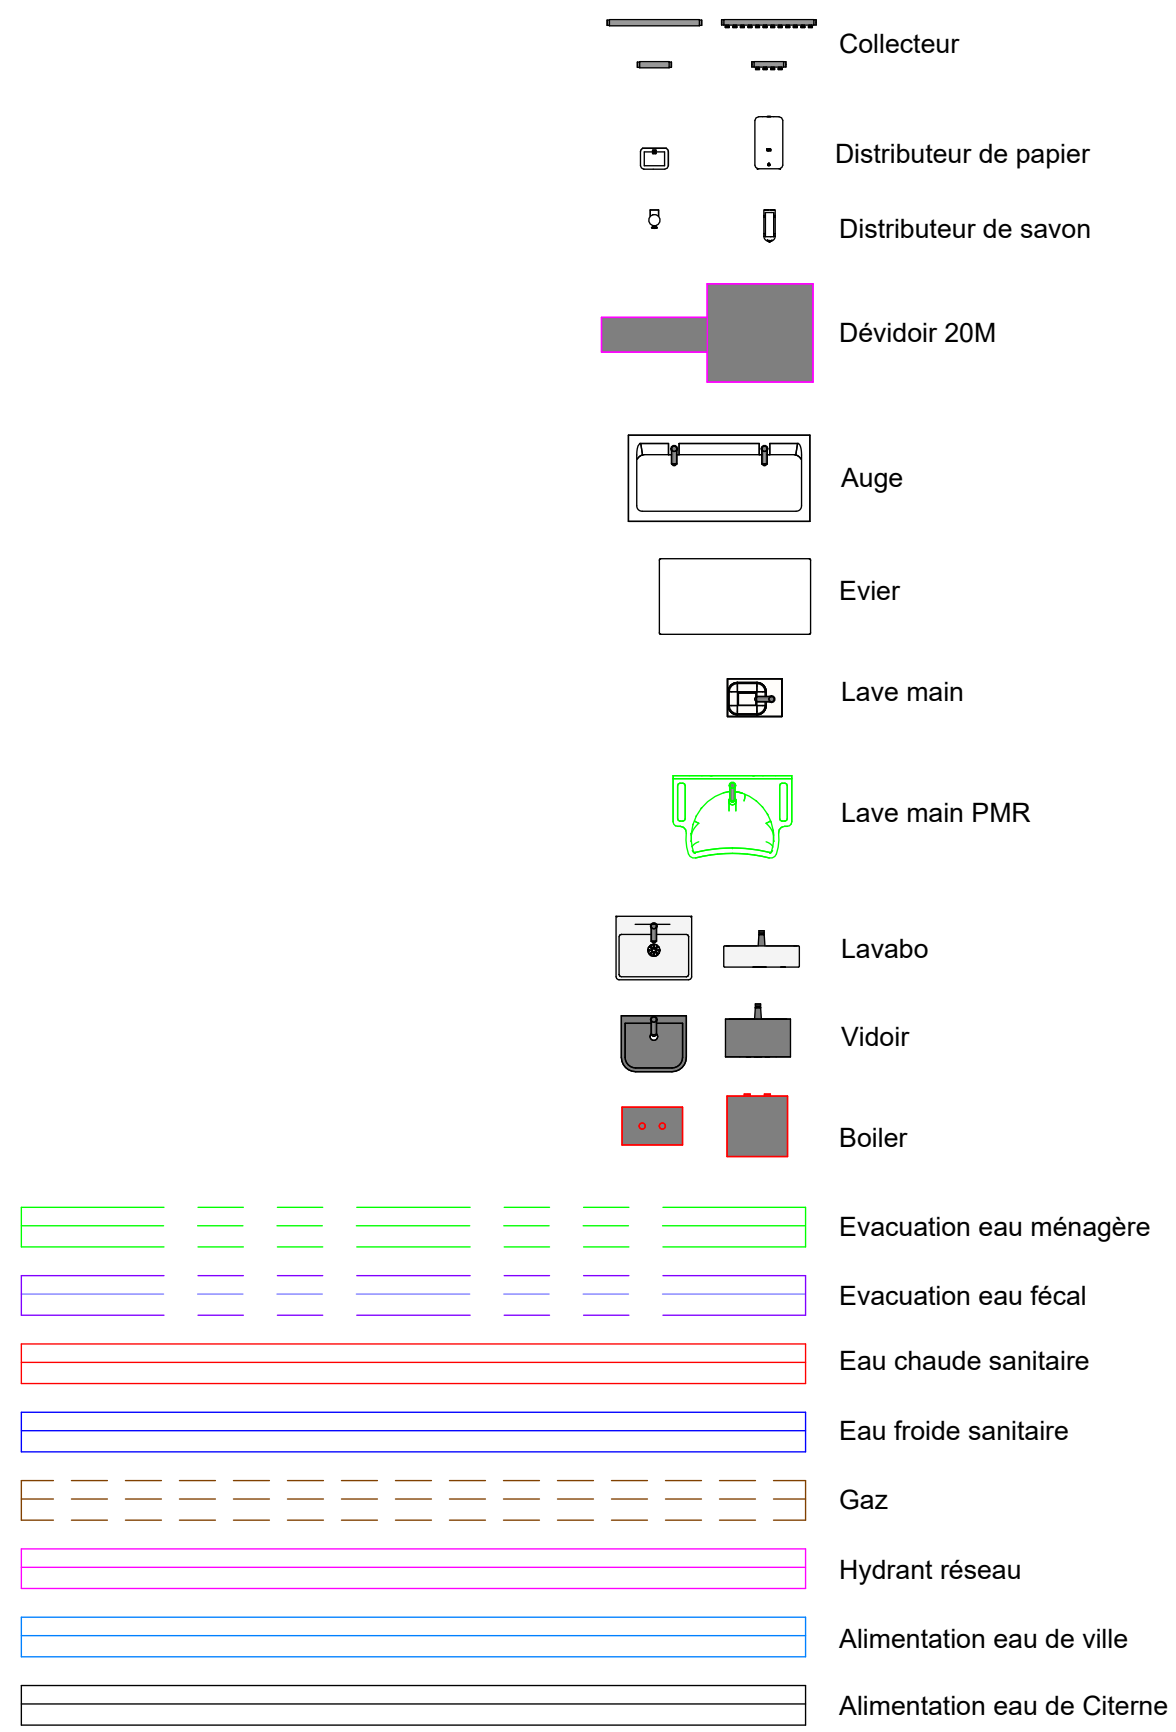 Collecteur
Distributeur de papier
Distributeur de savon
Dévidoir 20M
Auge
Evier
Lave main
Lave main PMR
Lavabo
Vidoir
Boiler
Evacuation eau ménagère
Evacuation eau fécal
Eau chaude sanitaire
Eau froide sanitaire
Gaz
Hydrant réseau
Alimentation eau de ville
Alimentation eau de Citerne